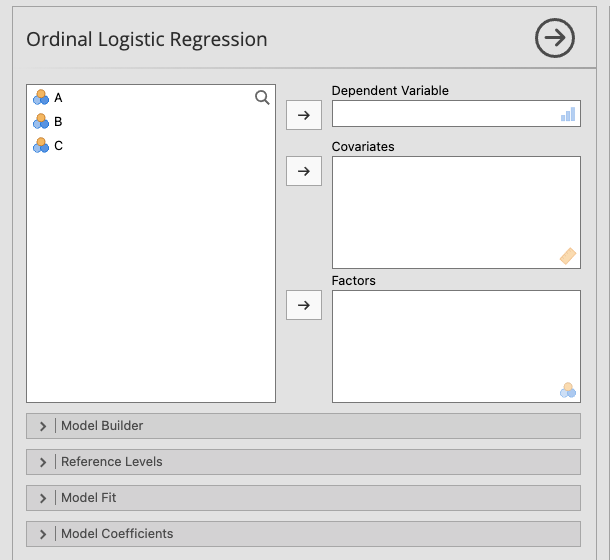 Ordinal Logistic Regression
A
B
C
Dependent Variable
Covariates
Factors
Model Builder
Reference Levels
Model Fit
Model Coefficients